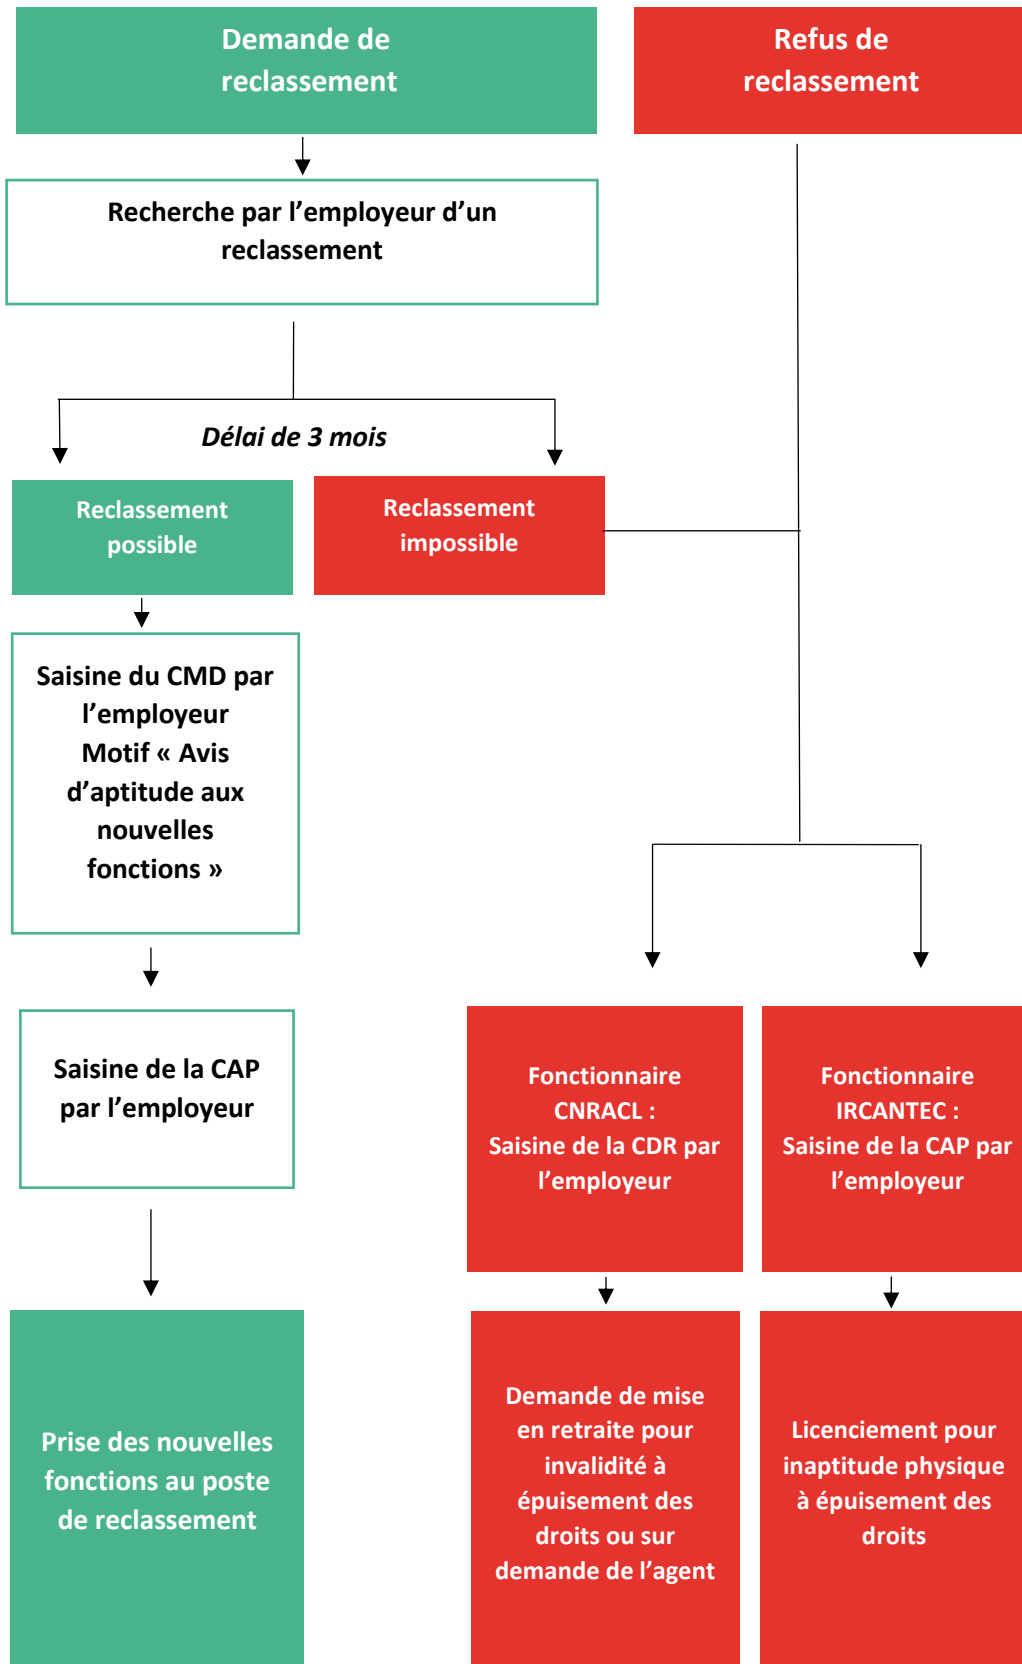 Demande de
reclassement
Refus de
reclassement
Recherche par l’employeur d’un
reclassement
Délai de 3 mois
Reclassement
possible
Reclassement
impossible
Saisine du CMD par
l’employeur
Motif « Avis
d’aptitude aux
nouvelles
fonctions »
Saisine de la CAP
par l’employeur
Fonctionnaire
CNRACL :
Saisine de la CDR par
l’employeur
Fonctionnaire
IRCANTEC :
Saisine de la CAP par
l’employeur
Prise des nouvelles
fonctions au poste
de reclassement
Demande de mise
en retraite pour
invalidité à
épuisement des
droits ou sur
demande de l’agent
Licenciement pour
inaptitude physique
à épuisement des
droits